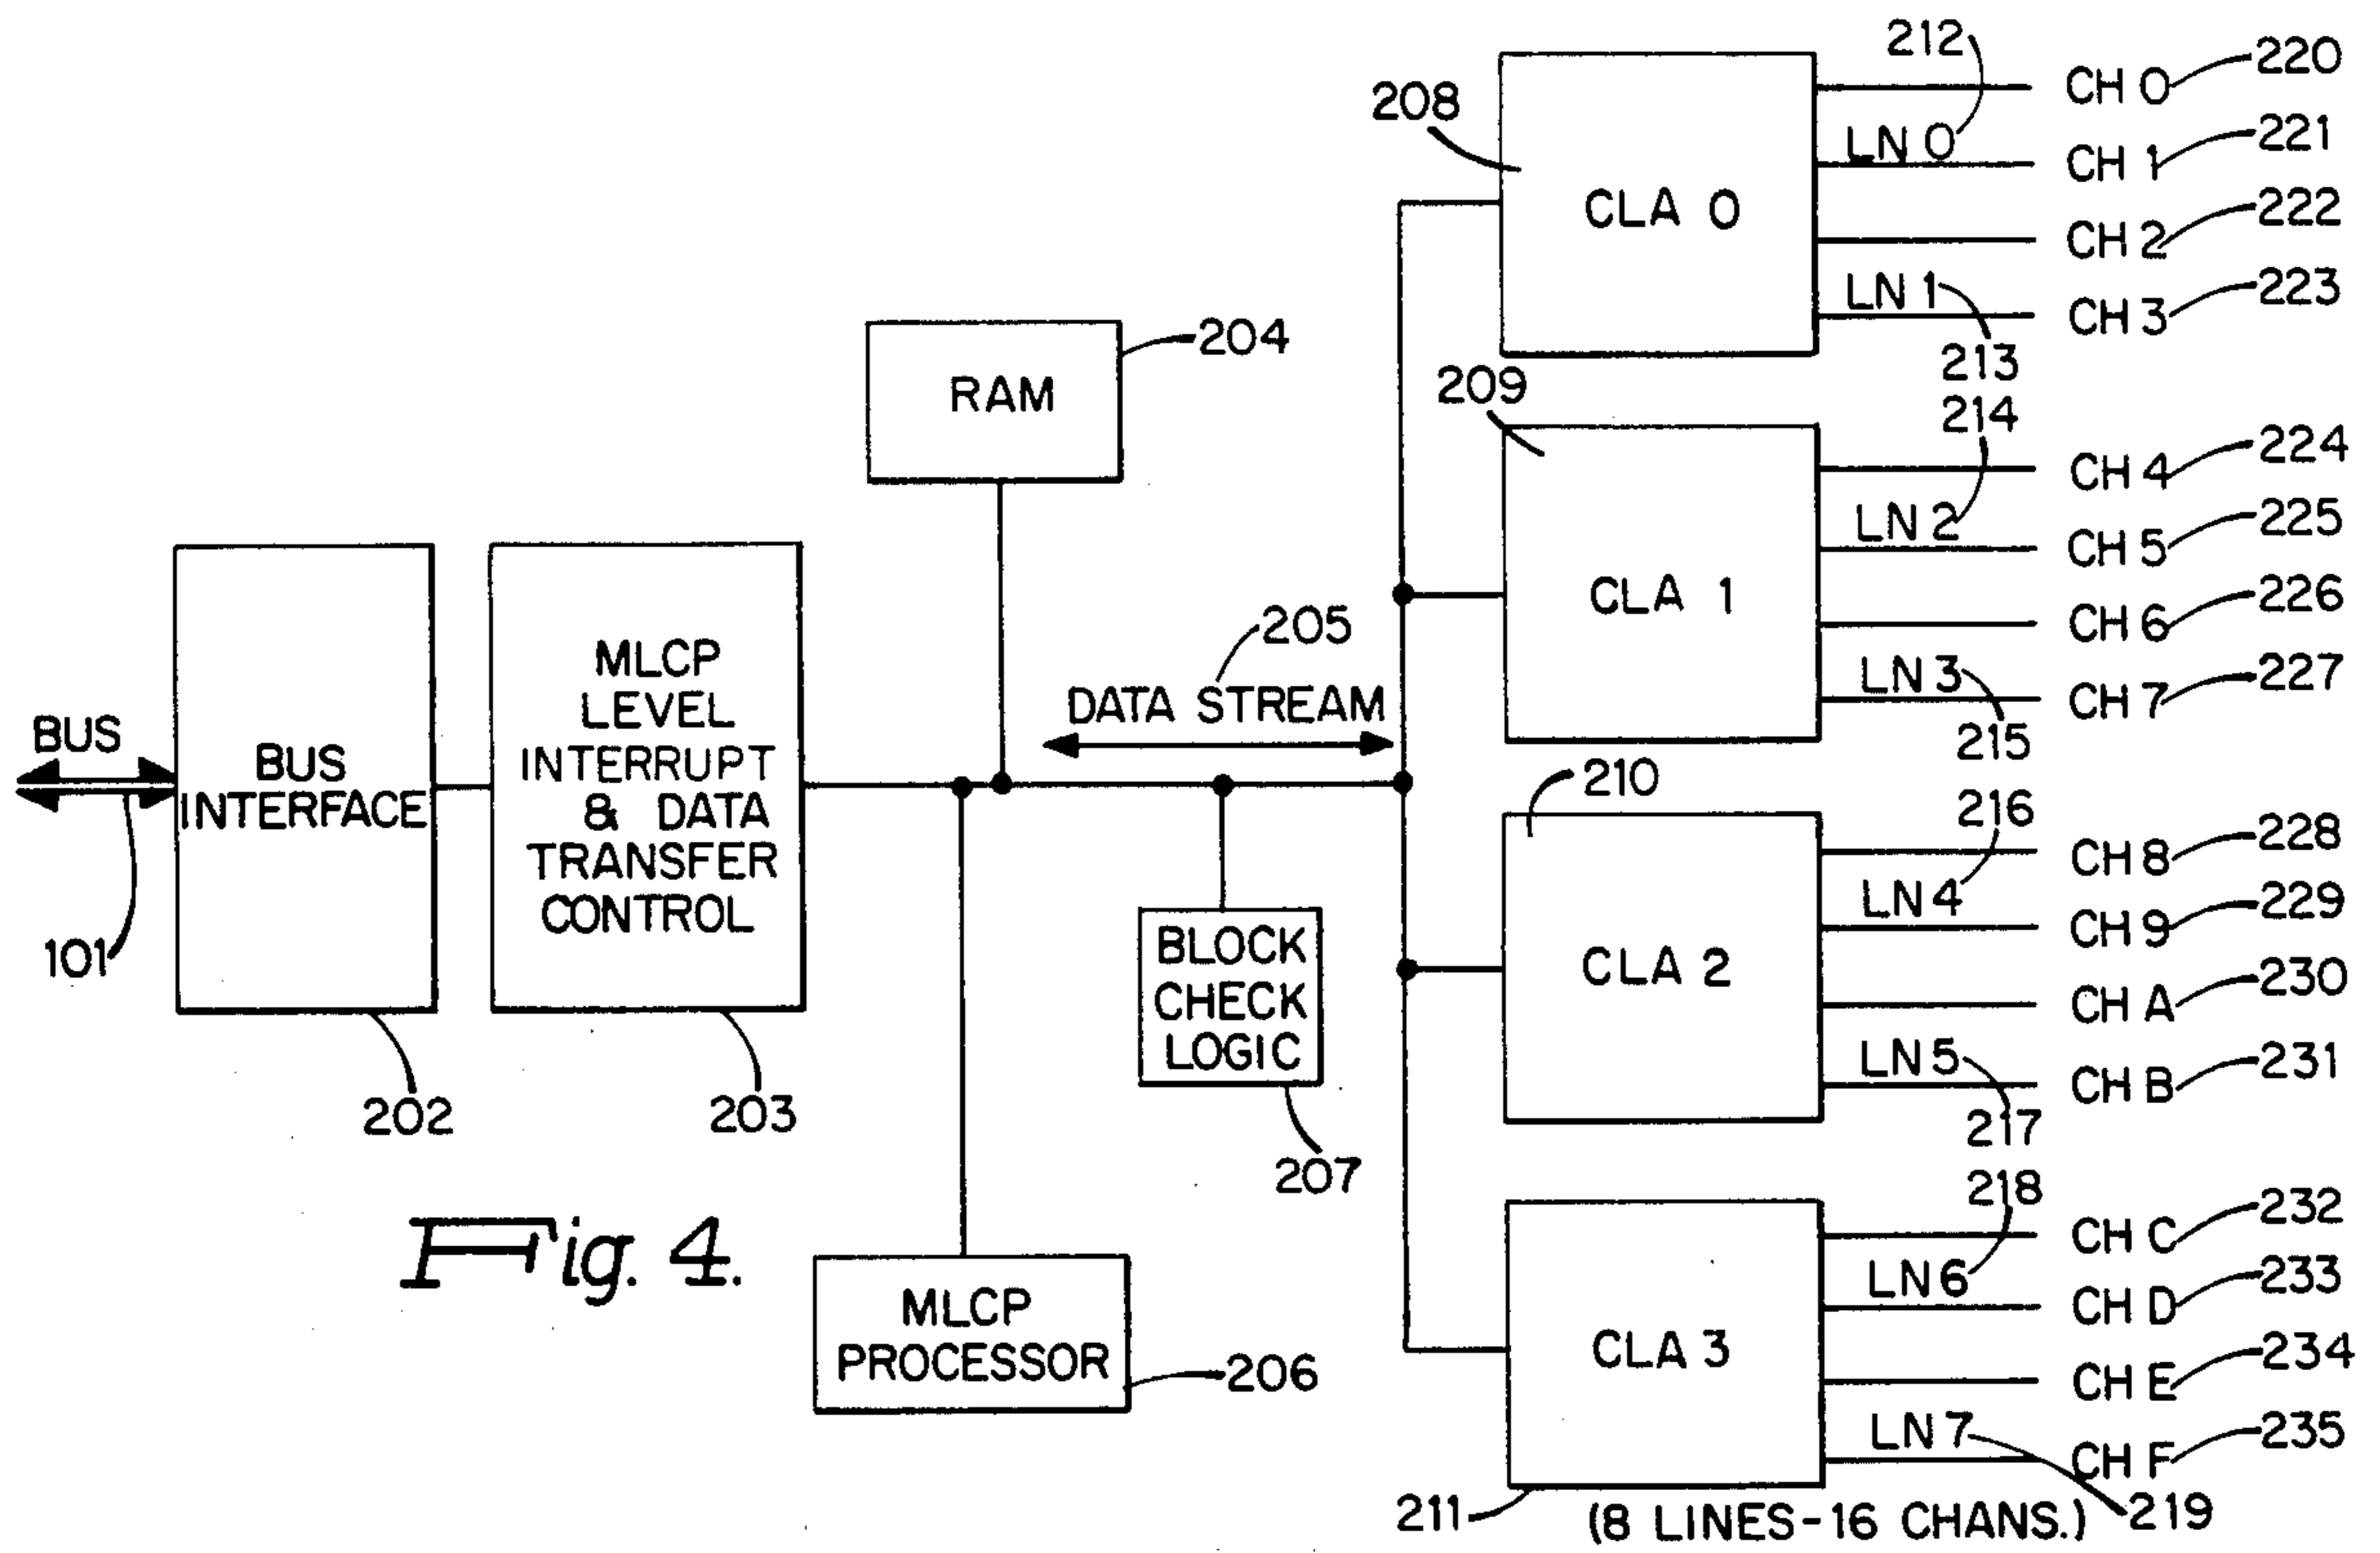 BUS
101
BUS
INTERFACE
202
MLCP
LEVEL
INTERRUPT
& DATA
TRANSFER
CONTROL
203
RAM
204
205
DATA STREAM
MLCP
PROCESSOR
206
BLOCK
CHECK
LOGIC
207
208
CLA 0
212
LN 0
LN 1
213
CH 0 220
CH 1 221
CH 2 222
CH 3 223
209
CLA 1
214
LN 2
LN 3
215
CH 4 224
CH 5 225
CH 6 226
CH 7 227
210
CLA 2
216
LN 4
LN 5
217
CH 8 228
CH 9 229
CH A 230
CH B 231
211
CLA 3
218
LN 6
LN 7
219
CH C 232
CH D 233
CH E 234
CH F 235
(8 LINES-16 CHANS.)
Fig. 4.